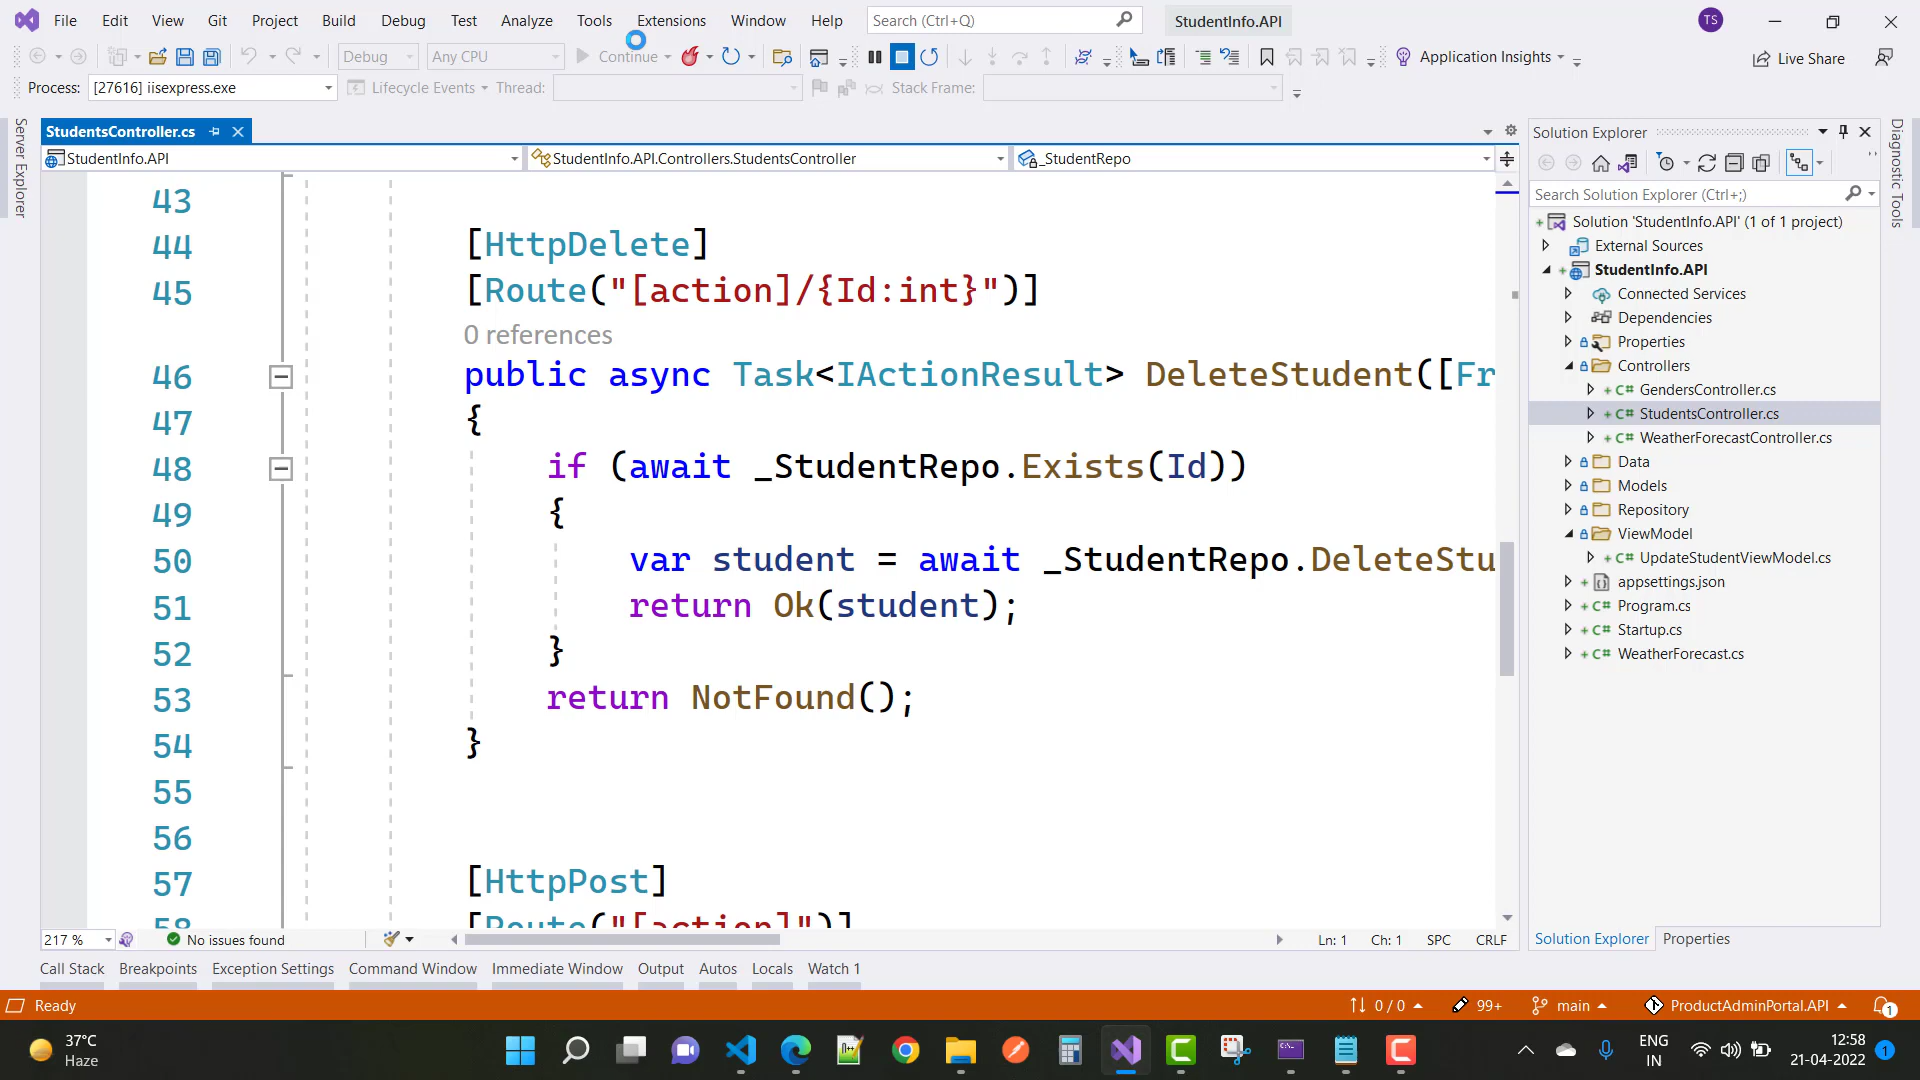 File Edit View Git Project Build Debug Test Analyze Tools Extensions Window Help Search (Ctrl+Q) StudentInfo.API TS
Debug Any CPU Continue Application Insights Live Share
Process: [27616] iisexpress.exe Lifecycle Events Thread: Stack Frame:
Server Explorer
StudentsController.cs
StudentInfo.API StudentInfo.API.Controllers.StudentsController _StudentRepo
43
44 [HttpDelete]
45 [Route("[action]/{Id:int}")]
0 references
46 public async Task<IActionResult> DeleteStudent([Fr
47 {
48 if (await _StudentRepo.Exists(Id))
49 {
50 var student = await _StudentRepo.DeleteStu
51 return Ok(student);
52 }
53 return NotFound();
54 }
55
56
57 [HttpPost]
58 [Route("[action]")]
217 % No issues found Ln: 1 Ch: 1 SPC CRLF
Solution Explorer
Search Solution Explorer (Ctrl+;)
Solution 'StudentInfo.API' (1 of 1 project)
External Sources
StudentInfo.API
Connected Services
Dependencies
Properties
Controllers
C# GendersController.cs
C# StudentsController.cs
C# WeatherForecastController.cs
Data
Models
Repository
ViewModel
C# UpdateStudentViewModel.cs
appsettings.json
C# Program.cs
C# Startup.cs
C# WeatherForecast.cs
Solution Explorer Properties
Diagnostic Tools
Call Stack Breakpoints Exception Settings Command Window Immediate Window Output Autos Locals Watch 1
Ready 0 / 0 99+ main ProductAdminPortal.API 1
37°C
Haze
ENG
IN
12:58
21-04-2022
1